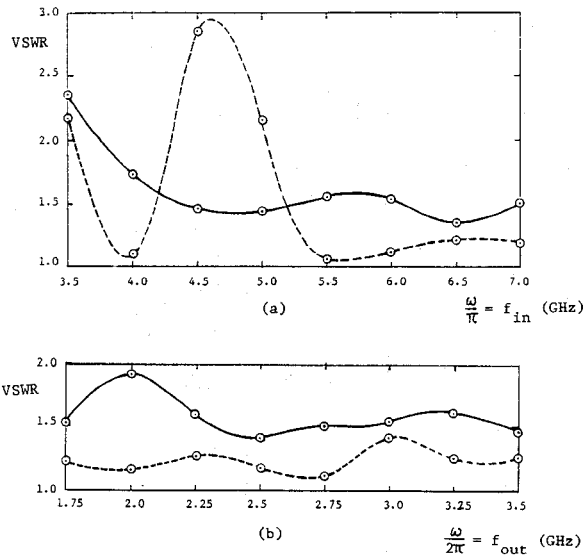 3.0
VSWR
2.5
2.0
1.5
1.0
3.5 4.0 4.5 5.0 5.5 6.0 6.5 7.0
(a)
ω/π = f_in (GHz)
2.0
VSWR
1.5
1.0
1.75 2.0 2.25 2.5 2.75 3.0 3.25 3.5
(b)
ω/2π = f_out (GHz)